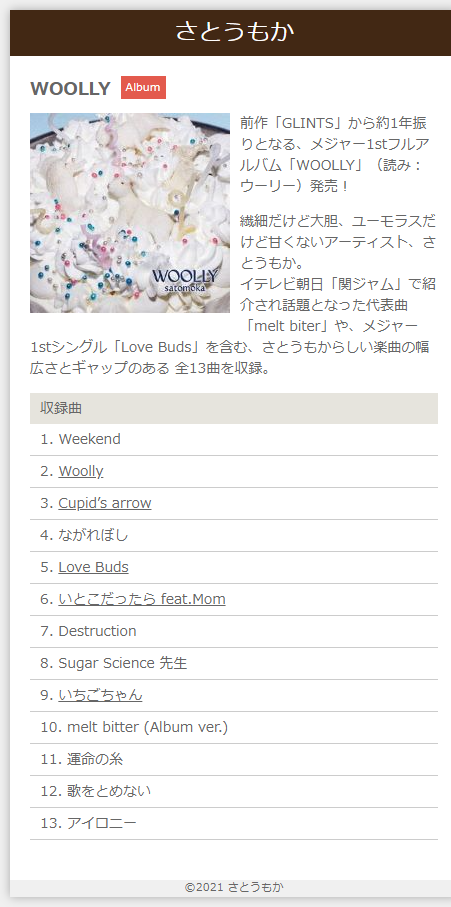 さとうもか
WOOLLY Album
前作「GLINTS」から約1年振
りとなる、メジャー1stフルア
ルバム「WOOLLY」（読み：
ウーリー）発売！
繊細だけど大胆、ユーモラスだ
けど甘くないアーティスト、さ
とうもか。
イテレビ朝日「関ジャム」で紹
介され話題となった代表曲
「melt biter」や、メジャー
1stシングル「Love Buds」を含む、さとうもからしい楽曲の幅
広さとギャップのある 全13曲を収録。
WOOLLY
satomoka
収録曲
1. Weekend
2. Woolly
3. Cupid’s arrow
4. ながれぼし
5. Love Buds
6. いとこだったら feat.Mom
7. Destruction
8. Sugar Science 先生
9. いちごちゃん
10. melt bitter (Album ver.)
11. 運命の糸
12. 歌をとめない
13. アイロニー
©2021 さとうもか